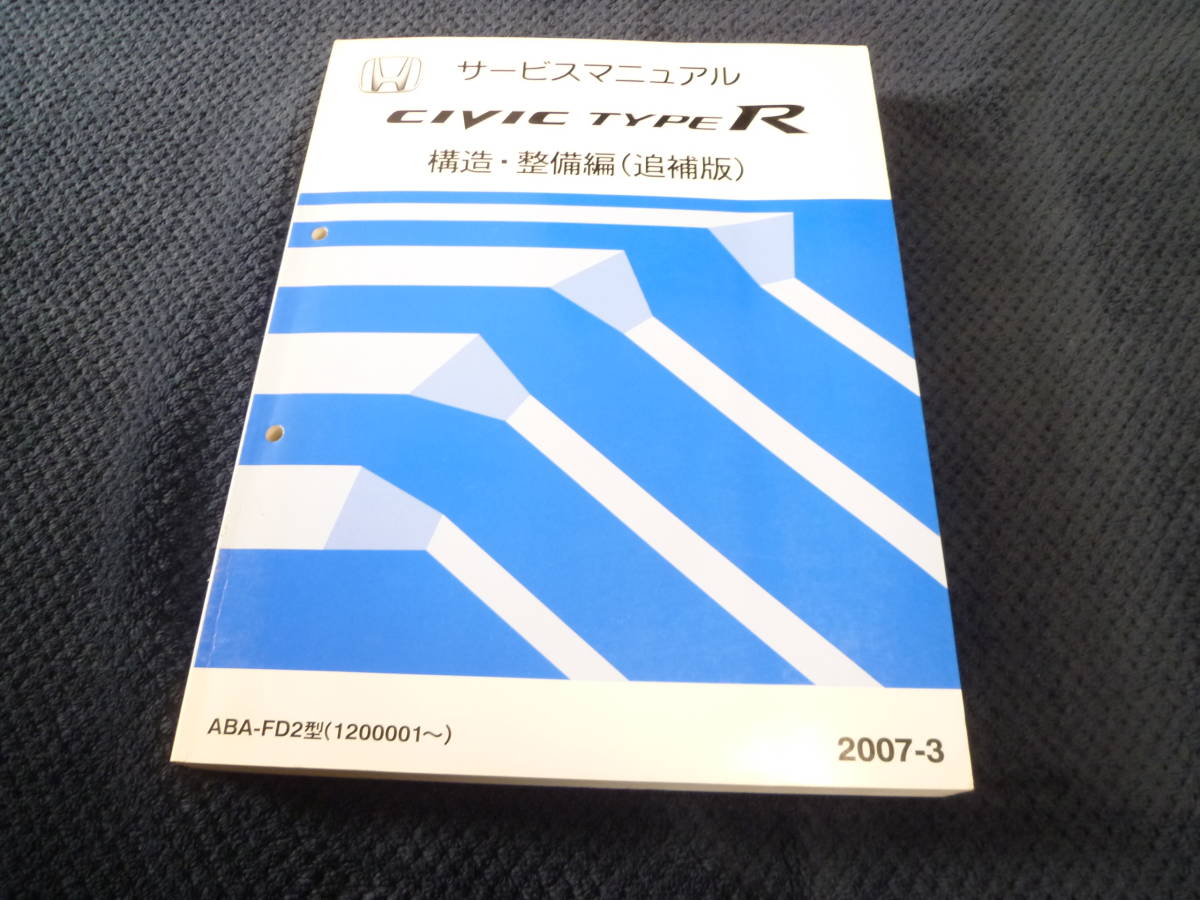 サービスマニュアル
CIVIC TYPE R
構造・整備編(追補版)
ABA-FD2型(1200001～)
2007-3